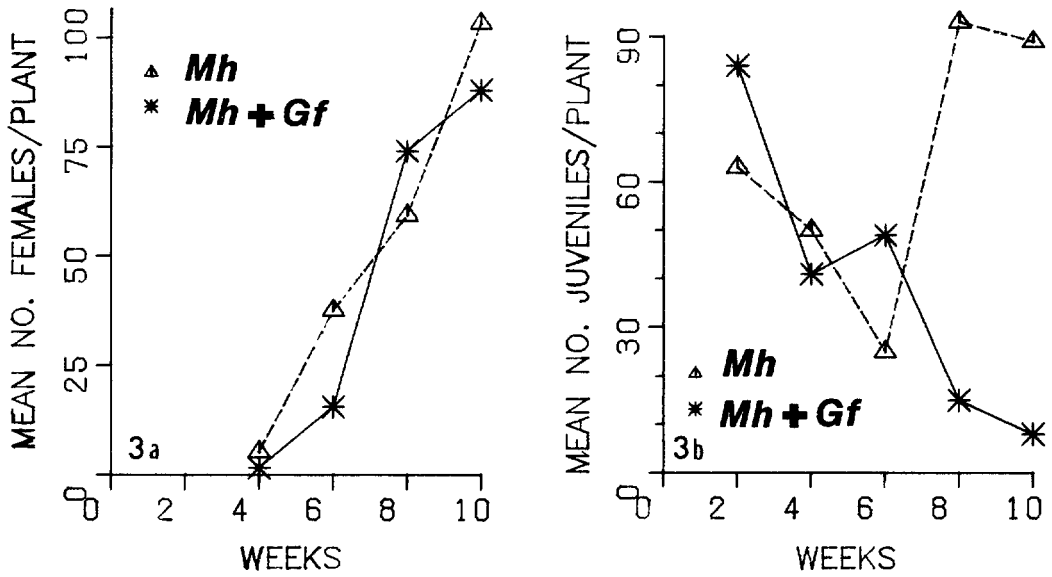 MEAN NO. FEMALES/PLANT
100
75
50
25
0
Mh
Mh + Gf
3a
0 2 4 6 8 10
WEEKS
MEAN NO. JUVENILES/PLANT
90
60
30
0
Mh
Mh + Gf
3b
0 2 4 6 8 10
WEEKS